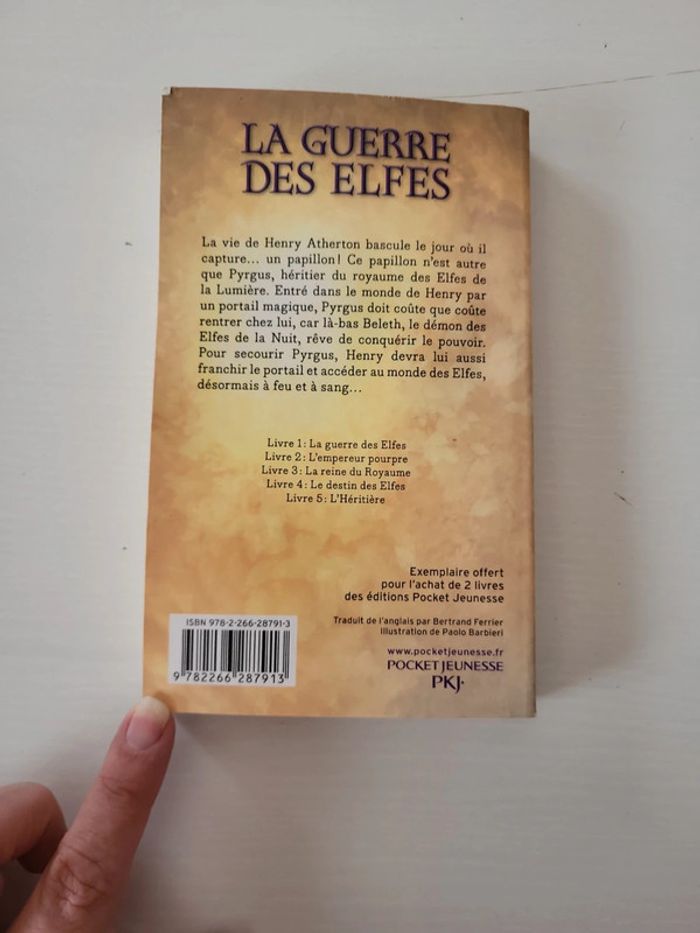 LA GUERRE
DES ELFES
La vie de Henry Atherton bascule le jour où il
capture... un papillon! Ce papillon n'est autre
que Pyrgus, héritier du royaume des Elfes de
la Lumière. Entré dans le monde de Henry par
un portail magique, Pyrgus doit coûte que coûte
rentrer chez lui, car là-bas Beleth, le démon des
Elfes de la Nuit, rêve de conquérir le pouvoir.
Pour secourir Pyrgus, Henry devra lui aussi
franchir le portail et accéder au monde des Elfes,
désormais à feu et à sang...
Livre 1 : La guerre des Elfes
Livre 2 : L'empereur pourpre
Livre 3 : La reine du Royaume
Livre 4 : Le destin des Elfes
Livre 5 : L'Héritière
Exemplaire offert
pour l'achat de 2 livres
des éditions Pocket Jeunesse
Traduit de l'anglais par Bertrand Ferrier
Illustration de Paolo Barbieri
www.pocketjeunesse.fr
POCKET JEUNESSE
PKJ·
ISBN 978-2-266-28791-3
9 782266 287913